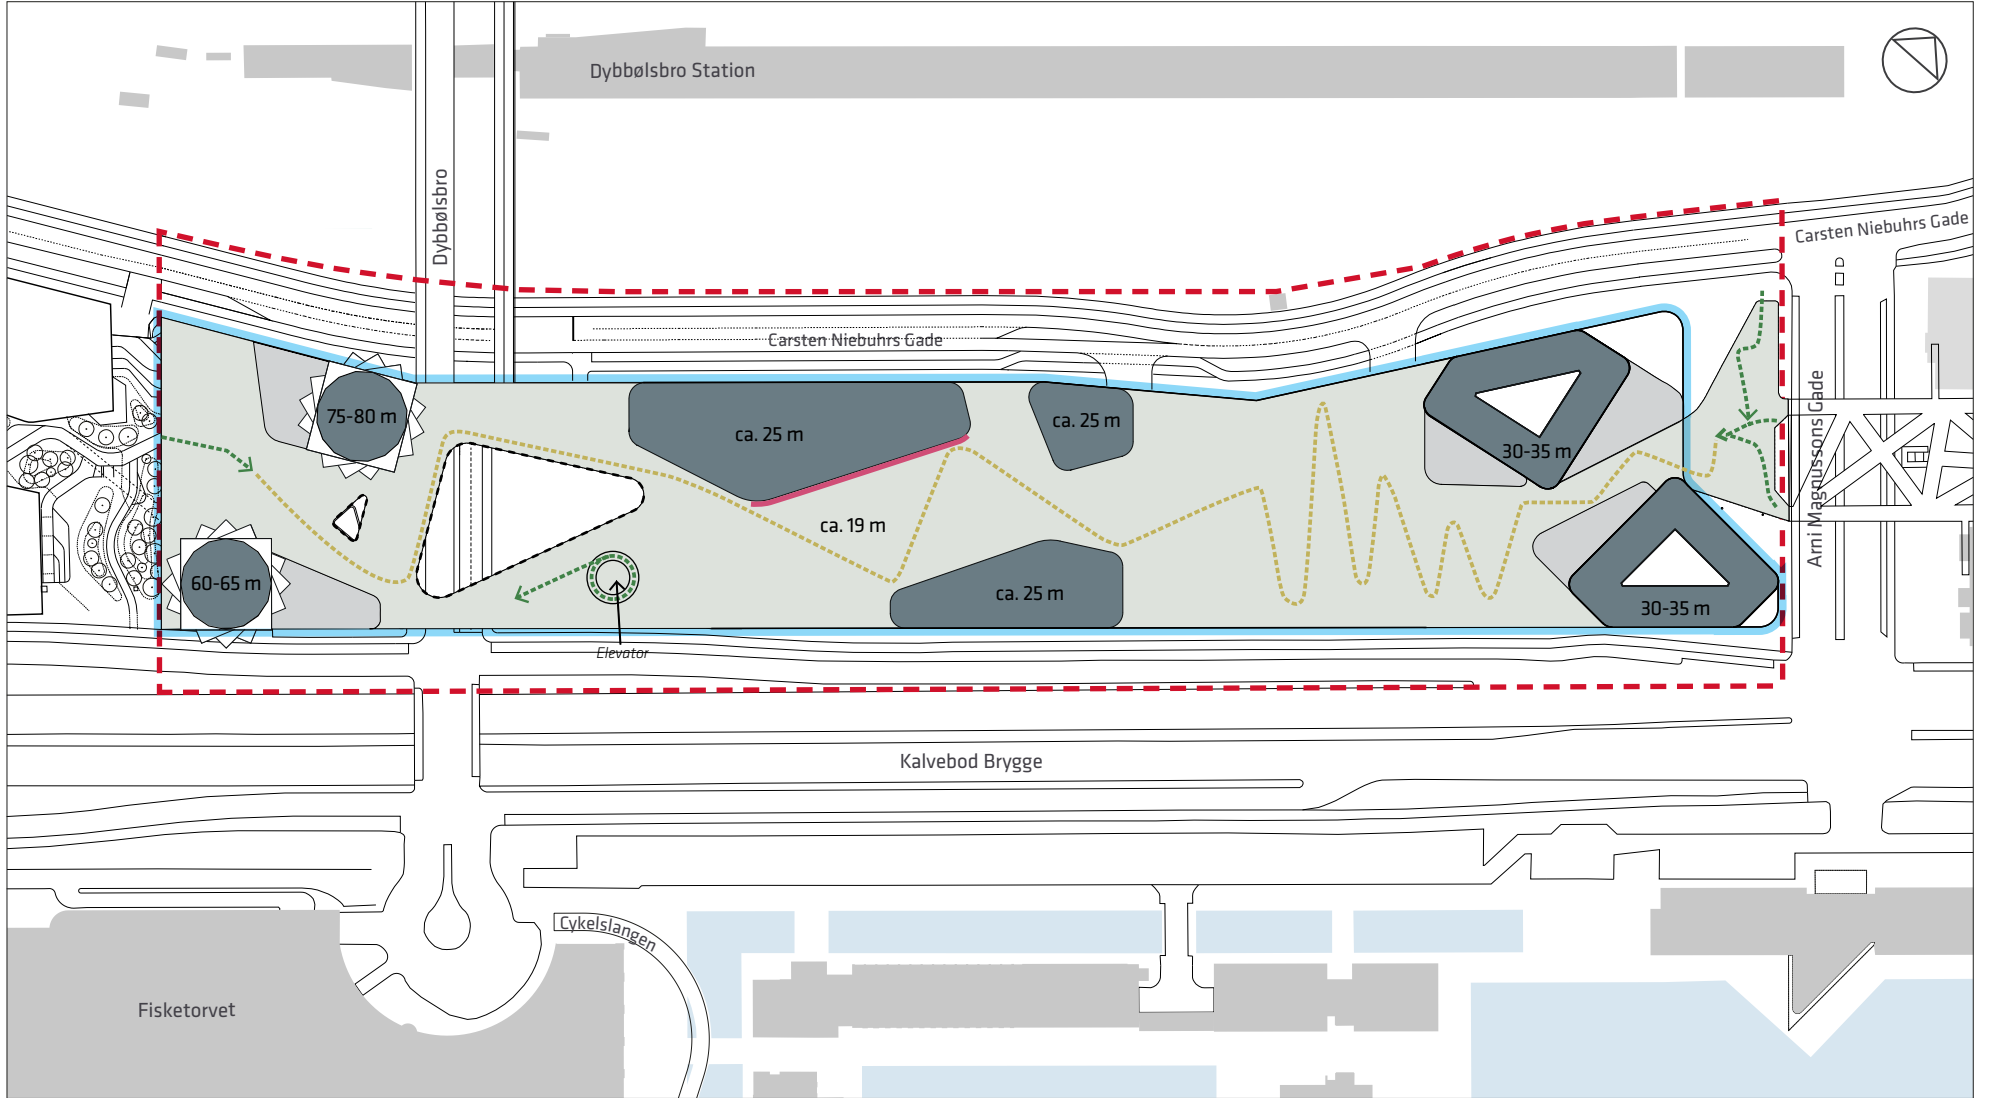 Dybbølsbro Station
Dybbølsbro
Carsten Niebuhrs Gade
Carsten Niebuhrs Gade
75-80 m
ca. 25 m
ca. 25 m
30-35 m
Arni Magnussons Gade
ca. 19 m
60-65 m
ca. 25 m
30-35 m
Elevator
Kalvebod Brygge
Cykelslangen
Fisketorvet